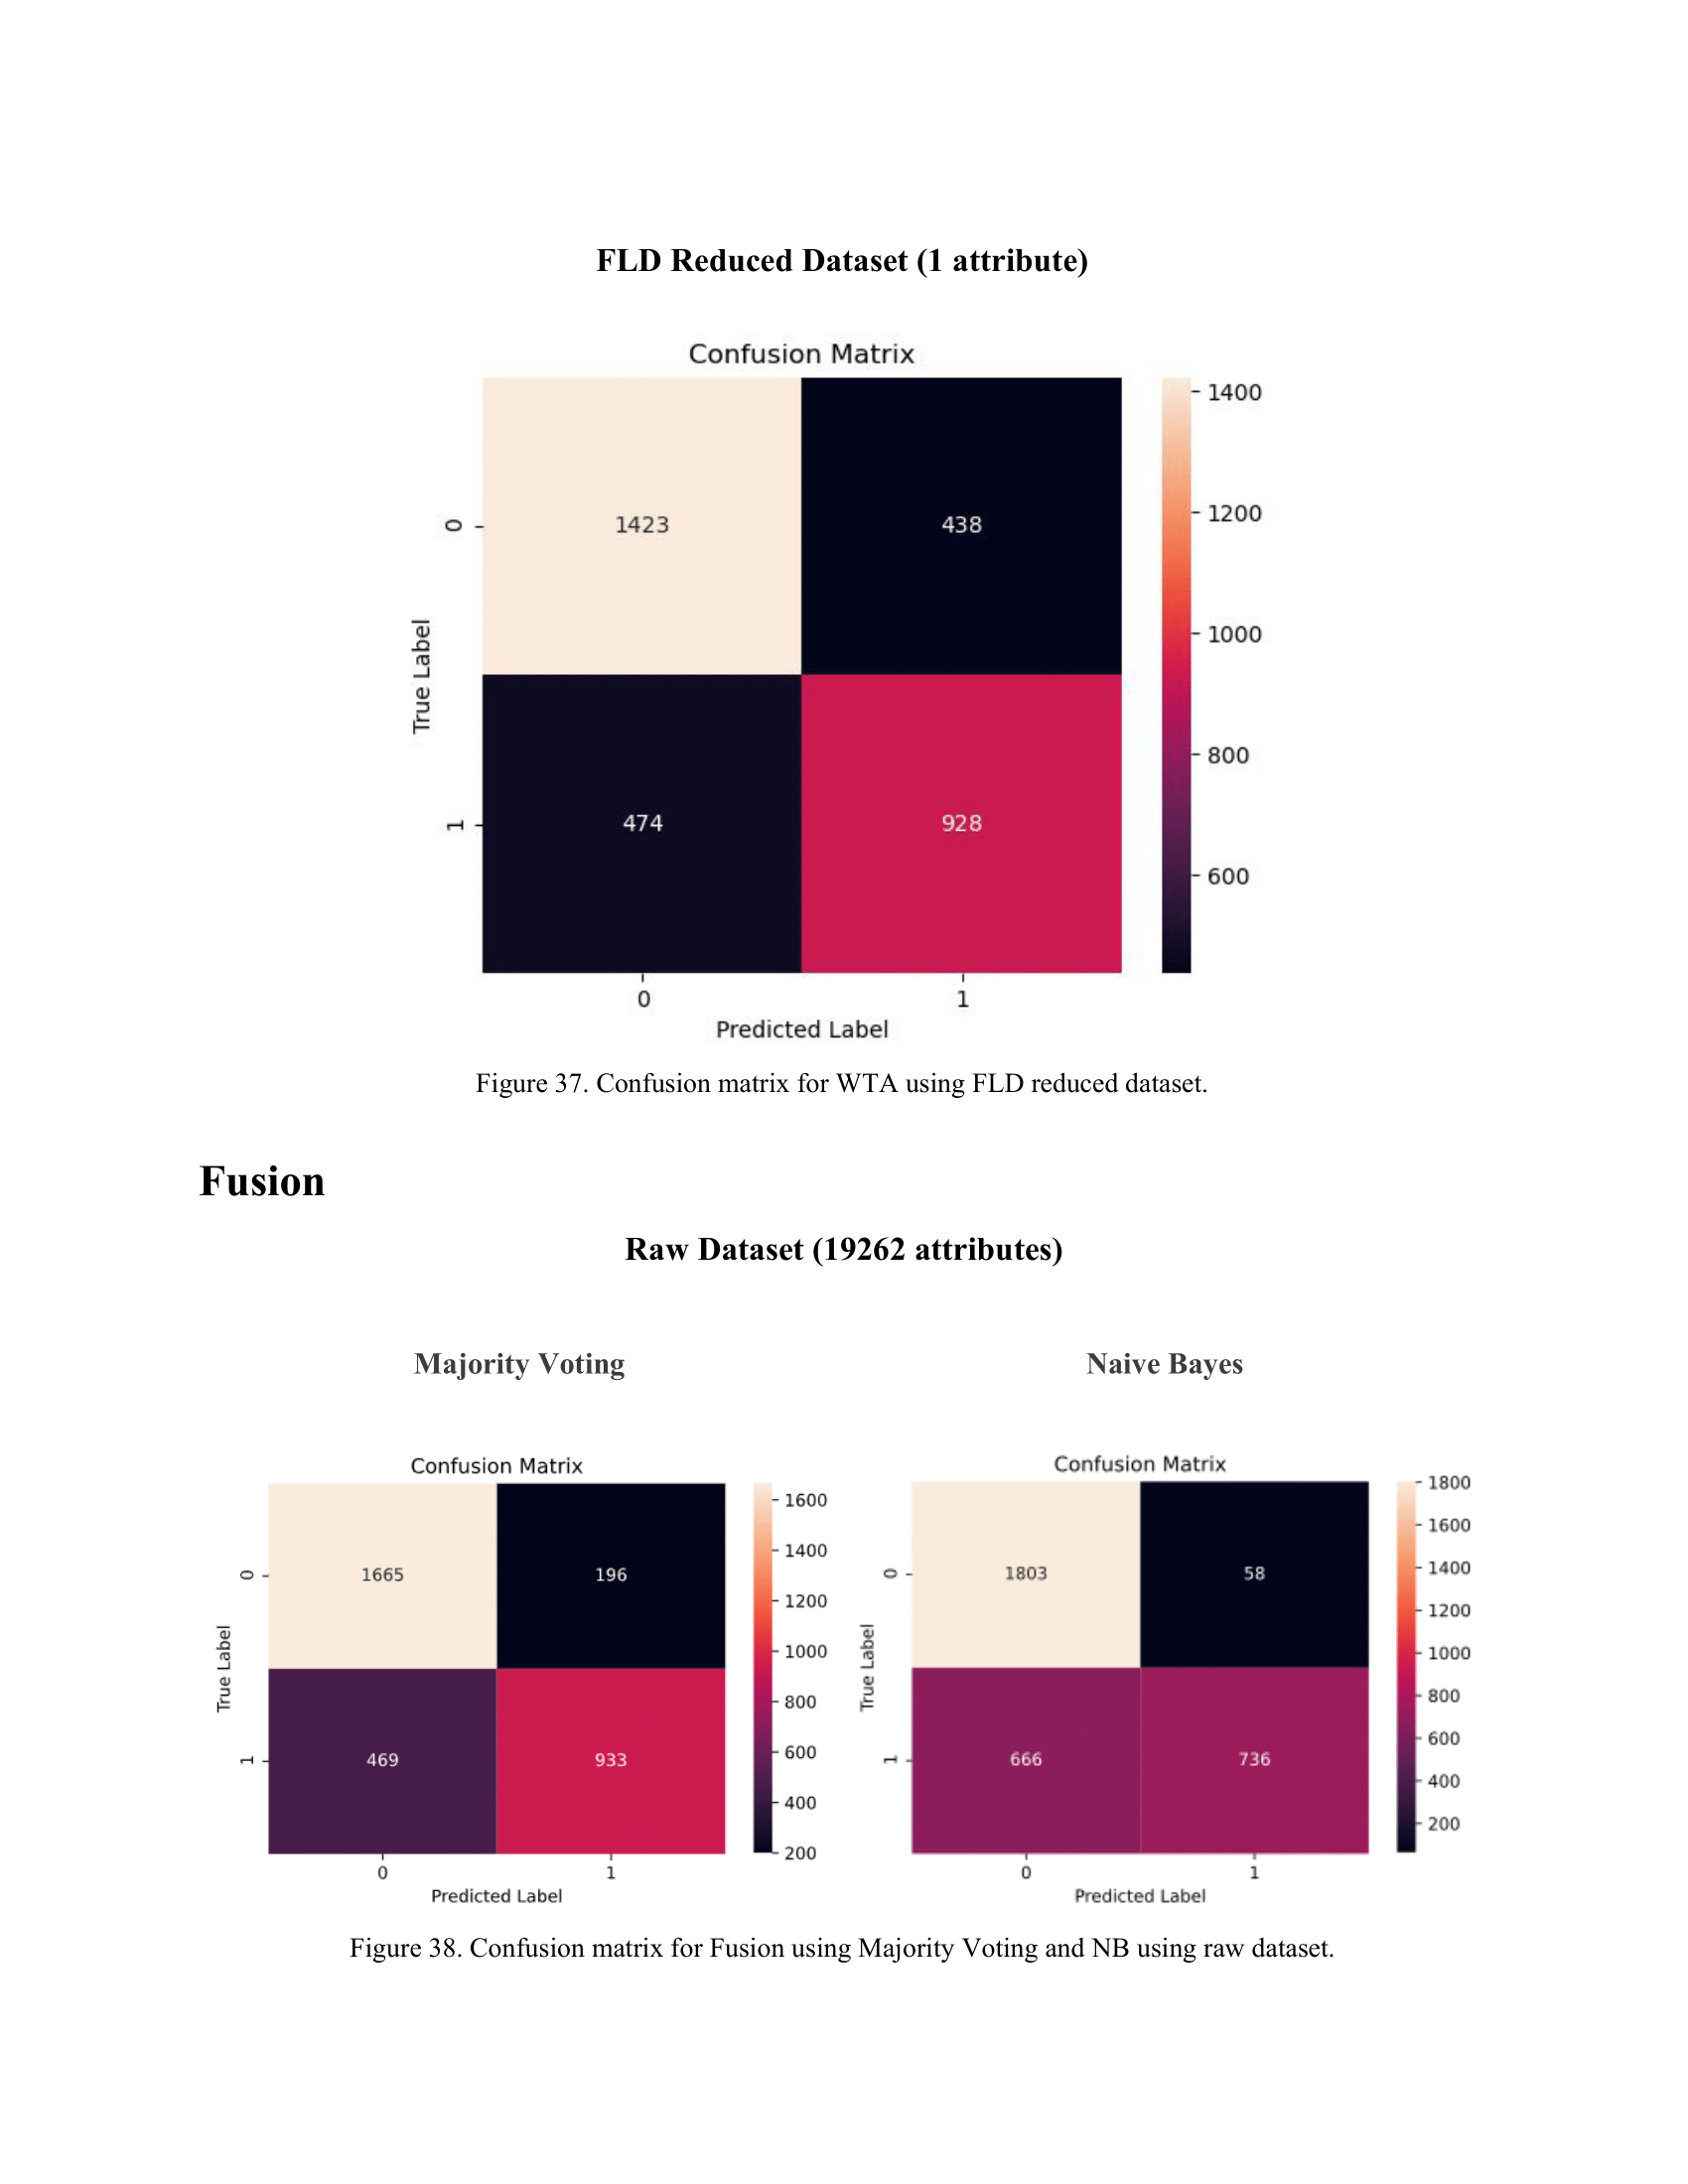 FLD Reduced Dataset (1 attribute)
Confusion Matrix
1400
1200
1000
800
600
0
1423
438
True Label
1
474
928
0
1
Predicted Label
Figure 37. Confusion matrix for WTA using FLD reduced dataset.
Fusion
Raw Dataset (19262 attributes)
Majority Voting
Confusion Matrix
1600
1400
1200
1000
800
600
400
200
0
1665
196
True Label
1
469
933
0
1
Predicted Label
Naive Bayes
Confusion Matrix
1800
1600
1400
1200
1000
800
600
400
200
0
1803
58
True Label
1
666
736
0
1
Predicted Label
Figure 38. Confusion matrix for Fusion using Majority Voting and NB using raw dataset.